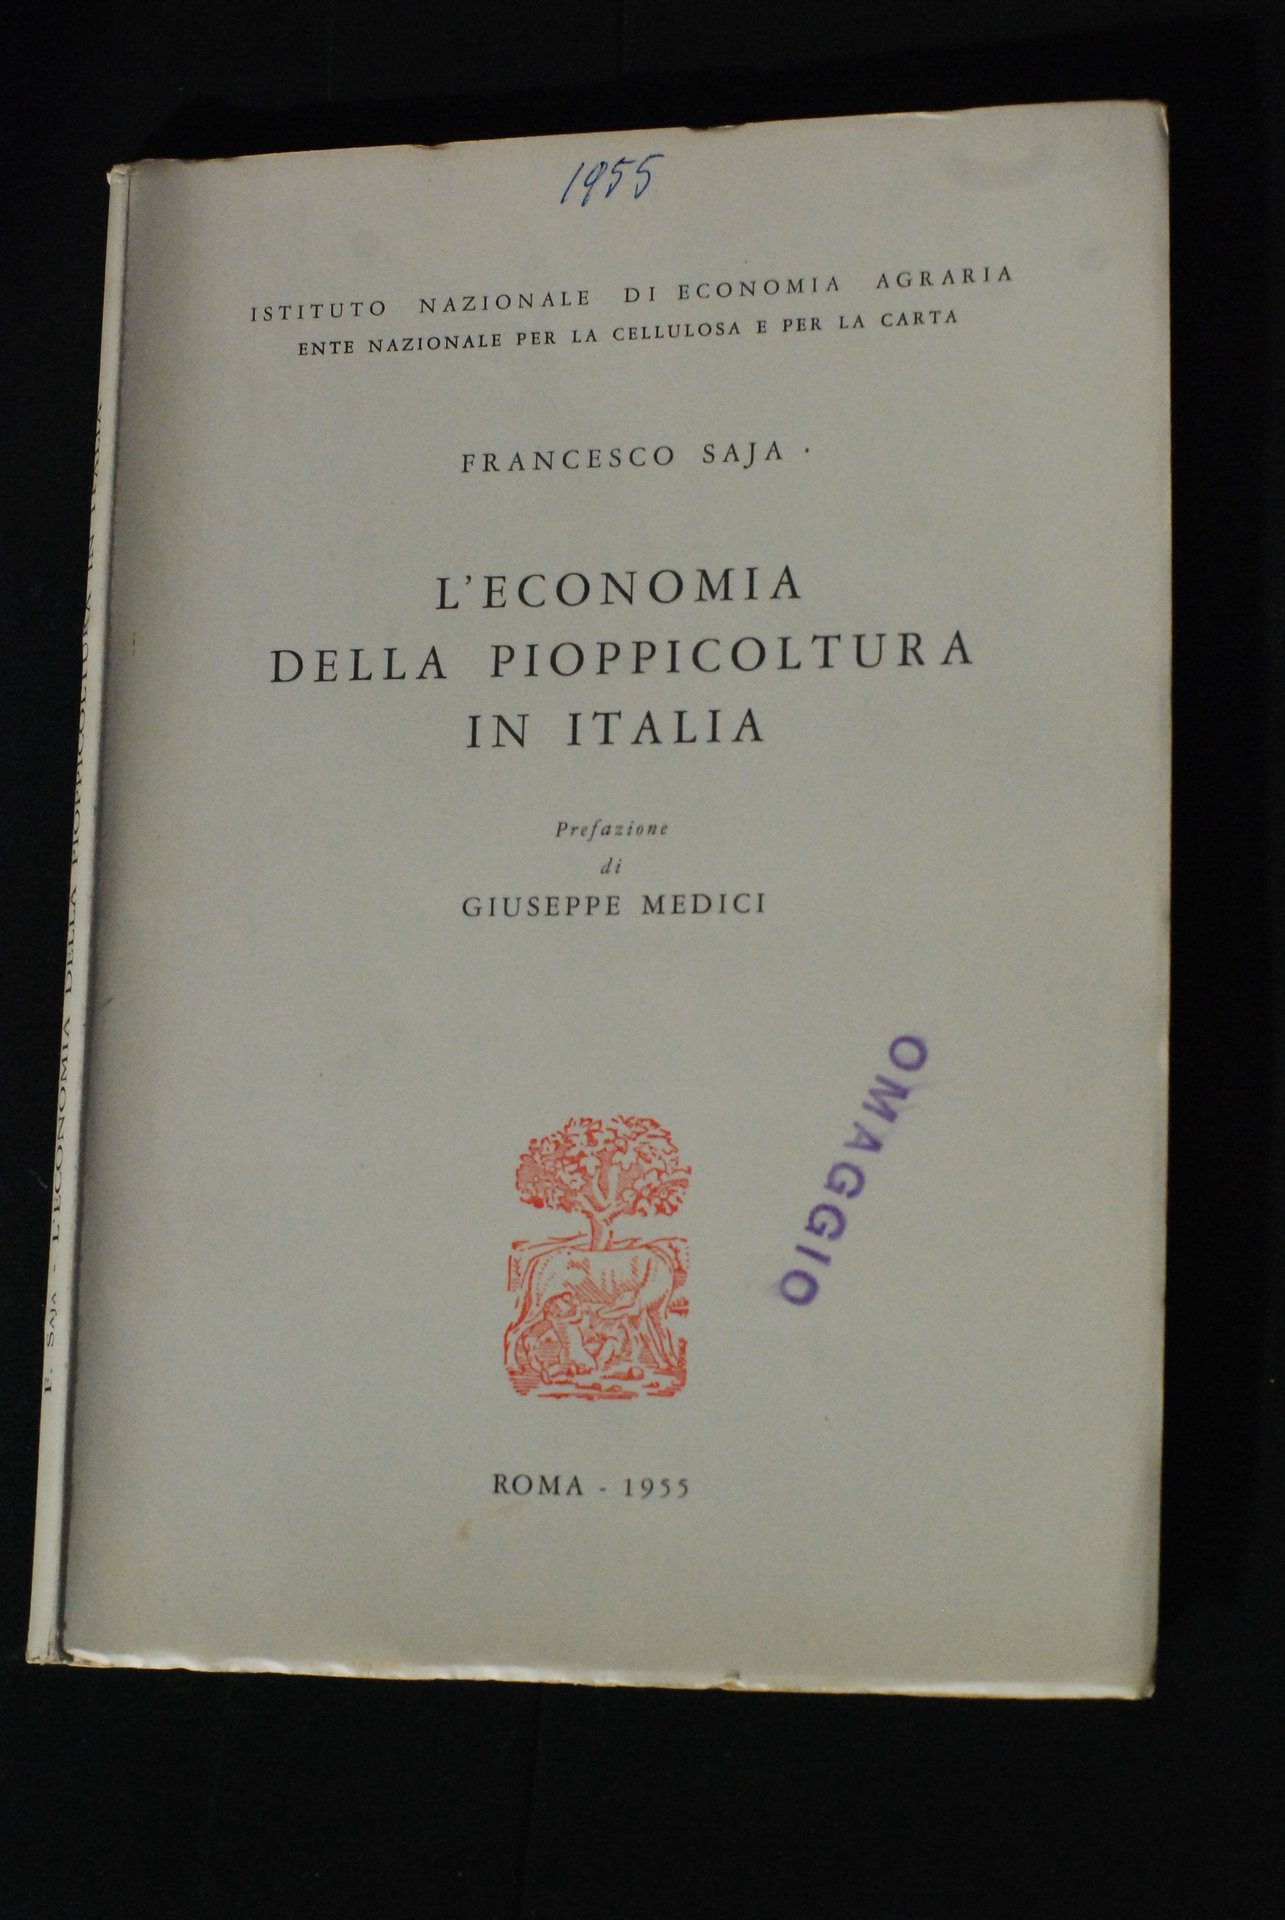 1955
ISTITUTO NAZIONALE DI ECONOMIA AGRARIA
ENTE NAZIONALE PER LA CELLULOSA E PER LA CARTA
FRANCESCO SAJA
L'ECONOMIA
DELLA PIOPPICOLTURA
IN ITALIA
Prefazione
di
GIUSEPPE MEDICI
OMAGGIO
ROMA - 1955
F. SAJA - L'ECONOMIA DELLA PIOPPICOLTURA IN ITALIA